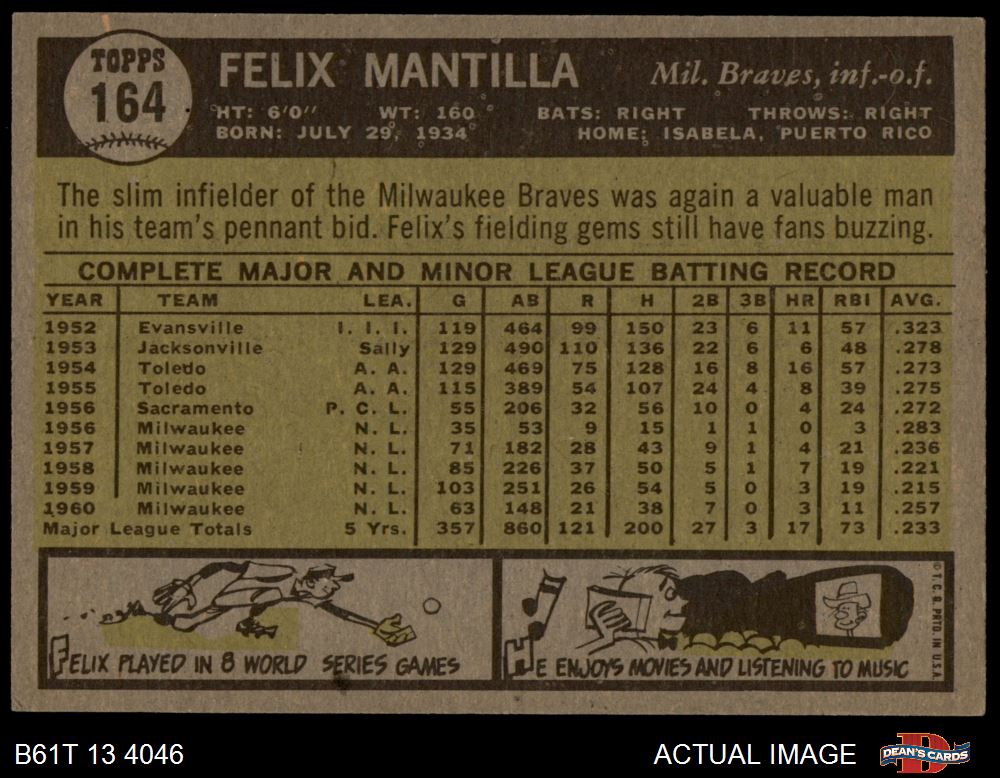 TOPPS
164
FELIX MANTILLA
Mil. Braves, inf.-o.f.
HT: 6'0" WT: 160 BATS: RIGHT THROWS: RIGHT
BORN: JULY 29, 1934 HOME: ISABELA, PUERTO RICO
The slim infielder of the Milwaukee Braves was again a valuable man
in his team's pennant bid. Felix's fielding gems still have fans buzzing.
COMPLETE MAJOR AND MINOR LEAGUE BATTING RECORD
YEAR TEAM LEA. G AB R H 2B 3B HR RBI AVG.
1952 Evansville I. I. I. 119 464 99 150 23 6 11 57 .323
1953 Jacksonville Sally 129 490 110 136 22 6 6 48 .278
1954 Toledo A. A. 129 469 75 128 16 8 16 57 .273
1955 Toledo A. A. 115 389 54 107 24 4 8 39 .275
1956 Sacramento P. C. L. 55 206 32 56 10 0 4 24 .272
1956 Milwaukee N. L. 35 53 9 15 1 1 0 3 .283
1957 Milwaukee N. L. 71 182 28 43 9 1 4 21 .236
1958 Milwaukee N. L. 85 226 37 50 5 1 7 19 .221
1959 Milwaukee N. L. 103 251 26 54 5 0 3 19 .215
1960 Milwaukee N. L. 63 148 21 38 7 0 3 11 .257
Major League Totals 5 Yrs. 357 860 121 200 27 3 17 73 .233
FELIX PLAYED IN 8 WORLD SERIES GAMES
HE ENJOYS MOVIES AND LISTENING TO MUSIC
© T. C. G. PRTD. IN U.S.A.
B61T 13 4046
ACTUAL IMAGE
DEAN'S CARDS